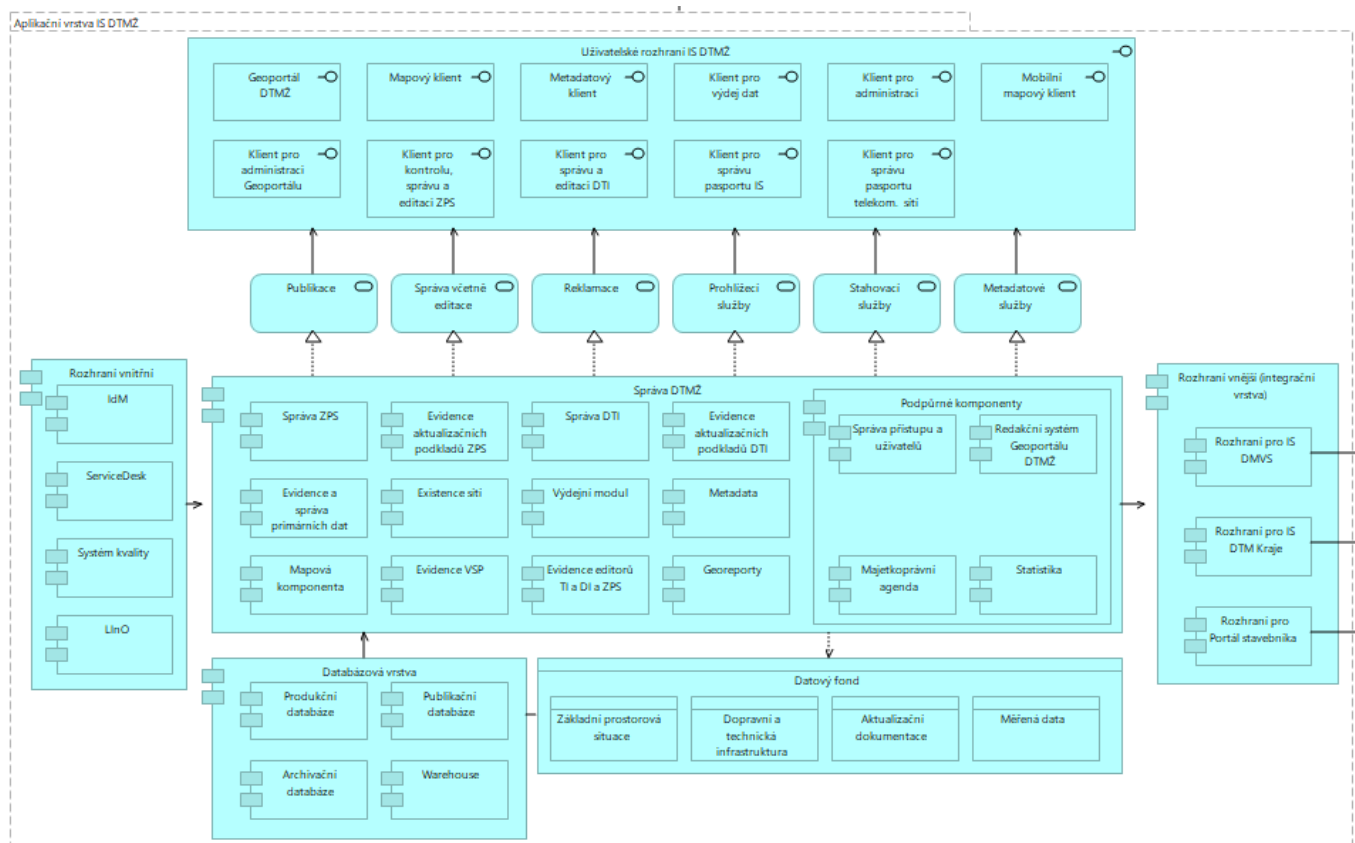 Aplikační vrstva IS DTMŽ
Uživatelské rozhraní IS DTMŽ
Geoportál
DTMŽ
Mapový klient
Metadatový
klient
Klient pro
výdej dat
Klient pro
administraci
Mobilní
mapový klient
Klient pro
administraci
Geoportálu
Klient pro
kontrolu,
správu a
editaci ZPS
Klient pro
správu a
editaci DTI
Klient pro
správu
pasportu IS
Klient pro
správu
pasportu
telekom. sítí
Publikace
Správa včetně
editace
Reklamace
Prohlížecí
služby
Stahovací
služby
Metadatové
služby
Rozhraní vnitřní
IdM
ServiceDesk
Systém kvality
LInO
Správa DTMŽ
Správa ZPS
Evidence
aktualizačních
podkladů ZPS
Správa DTI
Evidence
aktualizačních
podkladů DTI
Evidence a
správa
primárních dat
Existence sítí
Výdejní modul
Metadata
Mapová
komponenta
Evidence VSP
Evidence editorů
TI a DI a ZPS
Georeporty
Podpůrné komponenty
Správa přístupu a
uživatelů
Redakční systém
Geoportálu
DTMŽ
Majetkoprávní
agenda
Statistika
Rozhraní vnější (integrační
vrstva)
Rozhraní pro IS
DMVS
Rozhraní pro IS
DTM Kraje
Rozhraní pro
Portál stavebníka
Databázová vrstva
Produkční
databáze
Publikační
databáze
Archivační
databáze
Warehouse
Datový fond
Základní prostorová
situace
Dopravní a
technická
infrastruktura
Aktualizační
dokumentace
Měřená data